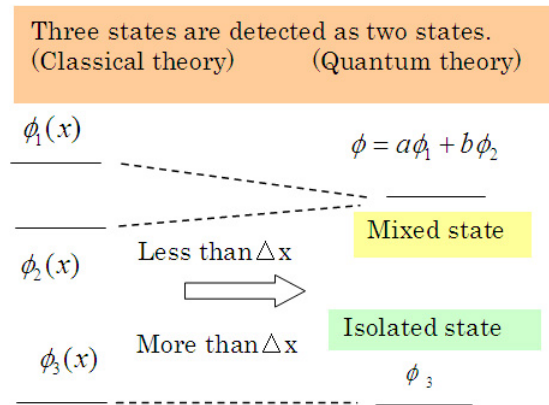 Three states are detected as two states.
(Classical theory) (Quantum theory)
ϕ₁(x)
ϕ = aϕ₁ + bϕ₂
Mixed state
ϕ₂(x)
Less than△x
Isolated state
More than△x
ϕ₃(x)
ϕ ₃